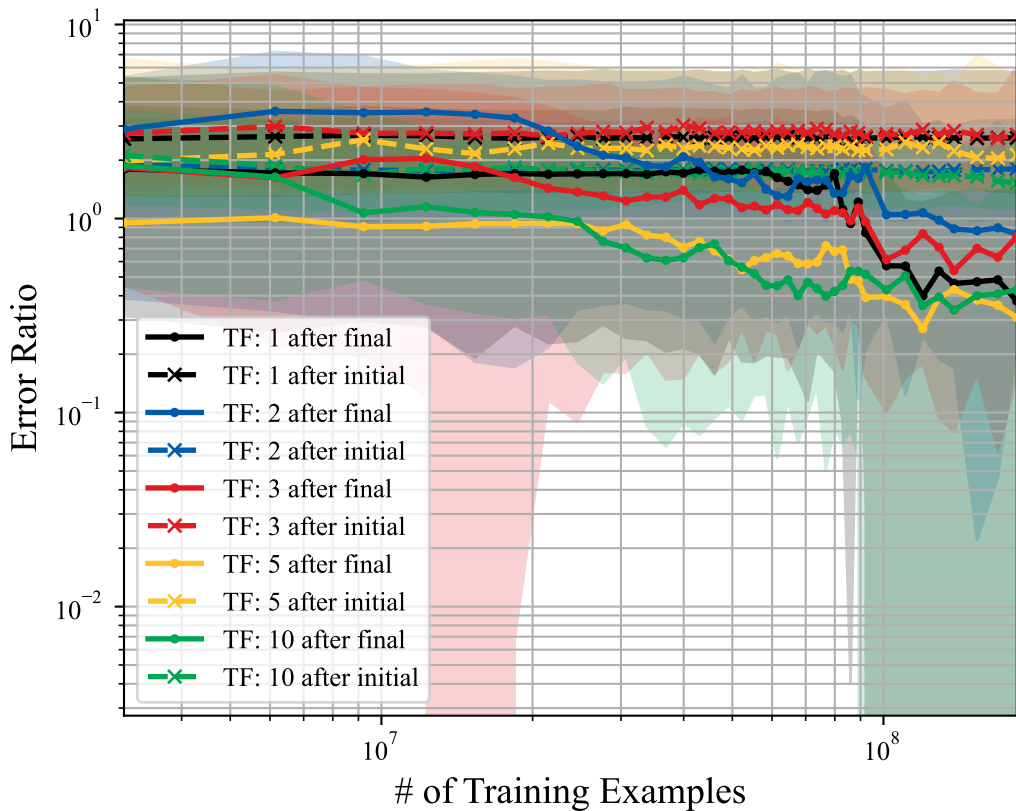 10^1
10^0
10^−1
10^−2
Error Ratio
TF: 1 after final
TF: 1 after initial
TF: 2 after final
TF: 2 after initial
TF: 3 after final
TF: 3 after initial
TF: 5 after final
TF: 5 after initial
TF: 10 after final
TF: 10 after initial
10^7
10^8
# of Training Examples